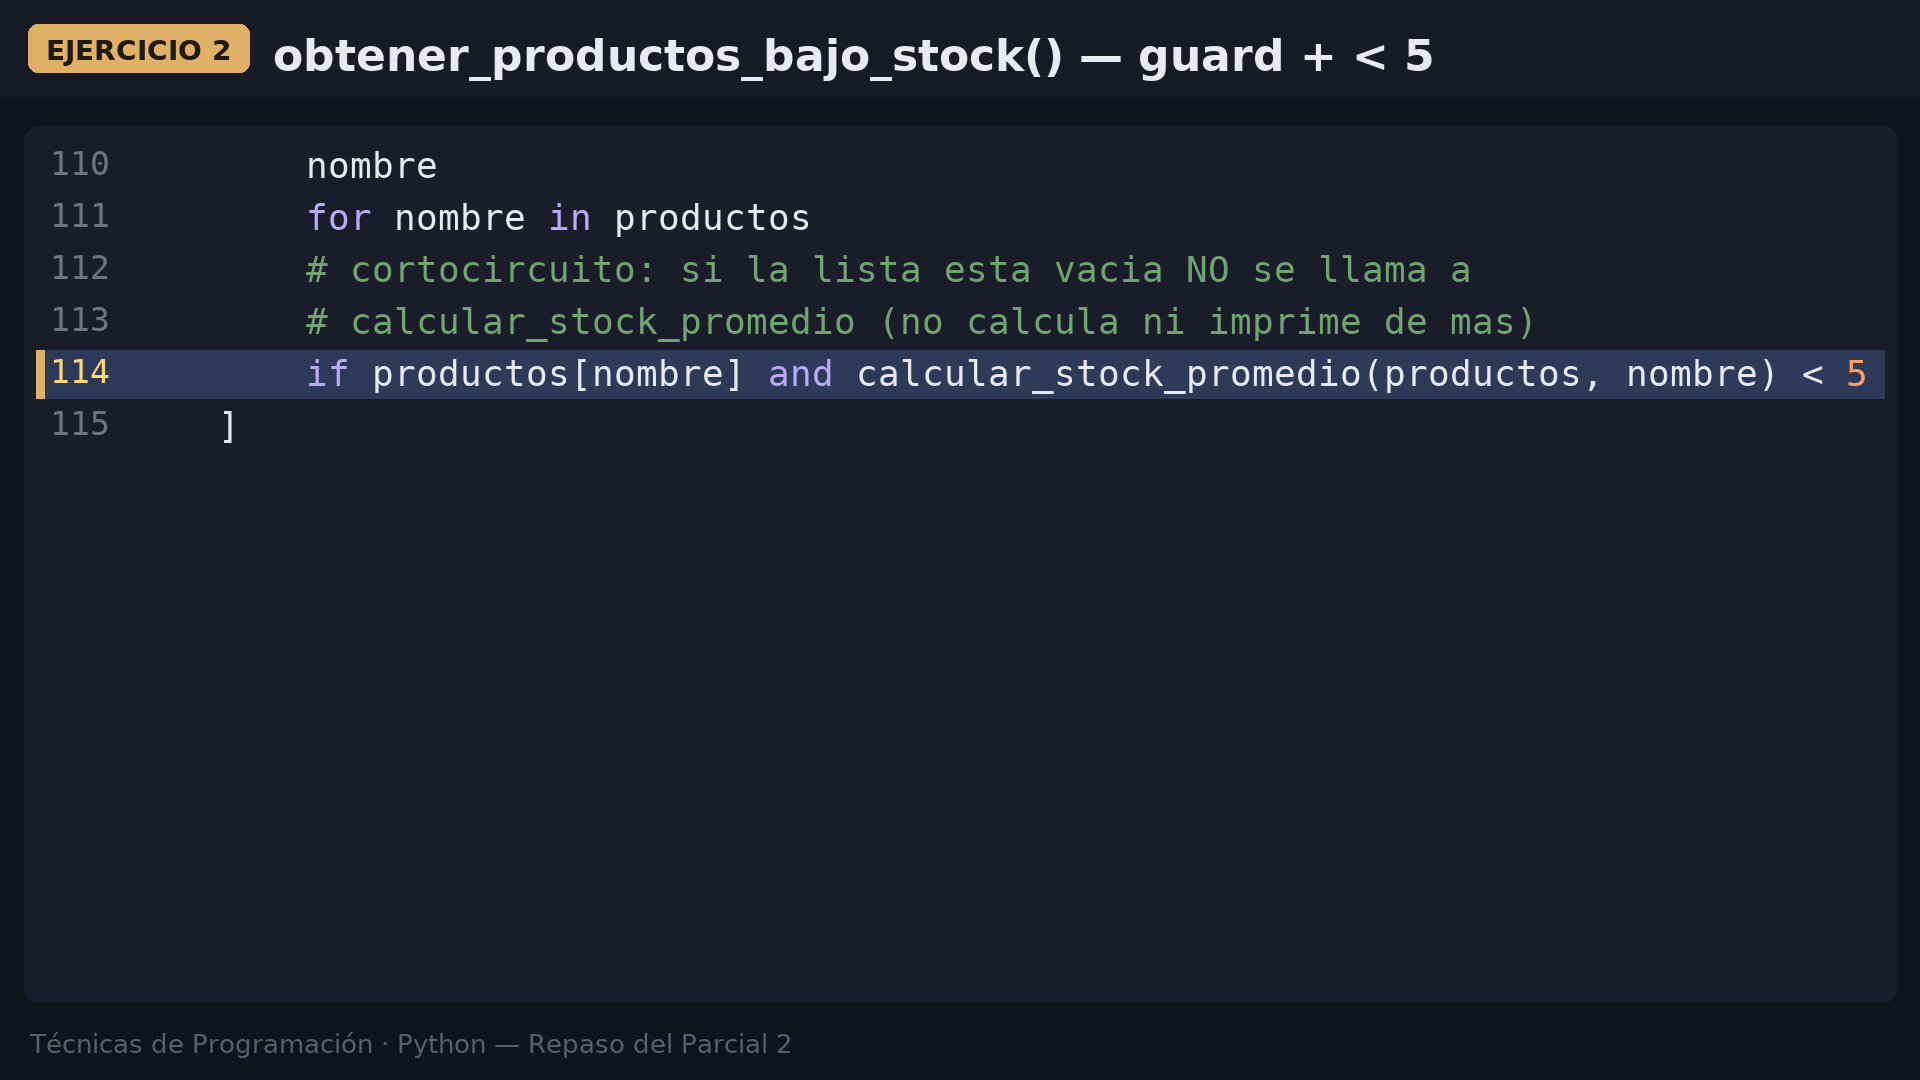 EJERCICIO 2
obtener_productos_bajo_stock() — guard + < 5
110 nombre
111 for nombre in productos
112 # cortocircuito: si la lista esta vacia NO se llama a
113 # calcular_stock_promedio (no calcula ni imprime de mas)
114 if productos[nombre] and calcular_stock_promedio(productos, nombre) < 5
115 ]
Técnicas de Programación · Python — Repaso del Parcial 2